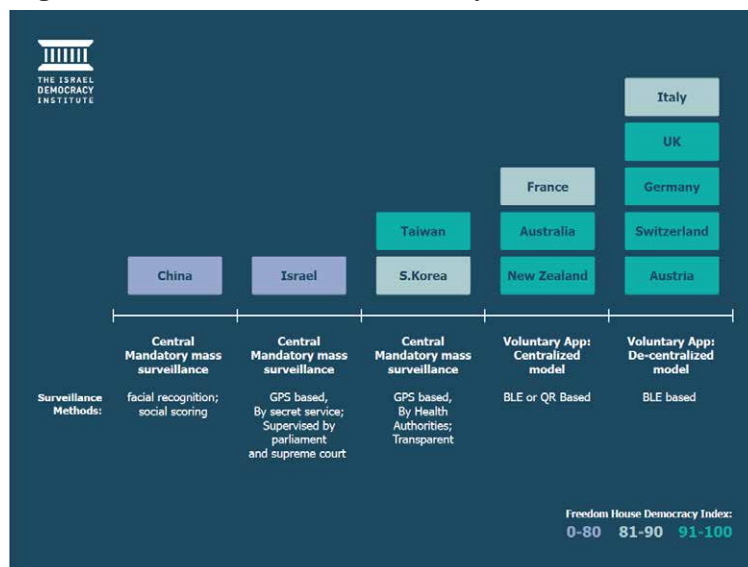 THE ISRAEL
DEMOCRACY
INSTITUTE
Italy
UK
France
Germany
Taiwan
Australia
Switzerland
China
Israel
S.Korea
New Zealand
Austria
Central
Mandatory mass
surveillance
Central
Mandatory mass
surveillance
Central
Mandatory mass
surveillance
Voluntary App:
Centralized
model
Voluntary App:
De-centralized
model
Surveillance
Methods:
facial recognition;
social scoring
GPS based,
By secret service;
Supervised by
parliament
and supreme court
GPS based,
By Health
Authorities;
Transparent
BLE or QR Based
BLE based
Freedom House Democracy Index:
0-80 81-90 91-100